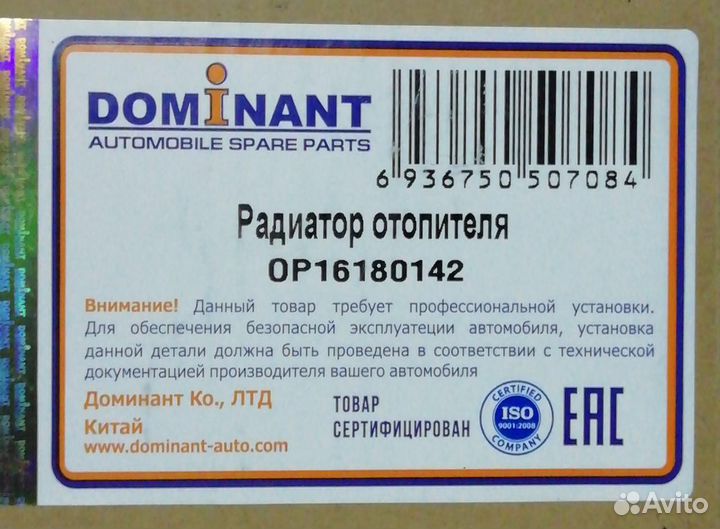 DOMiNANT
AUTOMOBILE SPARE PARTS
6 936750 507084
Радиатор отопителя
OP16180142
Внимание! Данный товар требует профессиональной установки.
Для обеспечения безопасной эксплуатеции автомобиля, установка
данной детали должна быть проведена в соответствии с технической
документацией производителя вашего автомобиля
Доминант Ко., ЛТД
Китай
www.dominant-auto.com
ТОВАР
СЕРТИФИЦИРОВАН
CERTIFIED
ISO
9001:2008
COMPANY
EAC
Avito